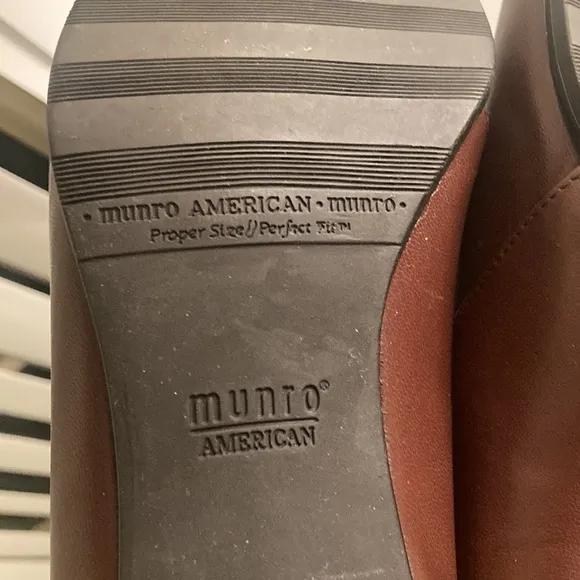 • munro AMERICAN • munro •
Proper Size//Perfect Fit™
munro®
AMERICAN